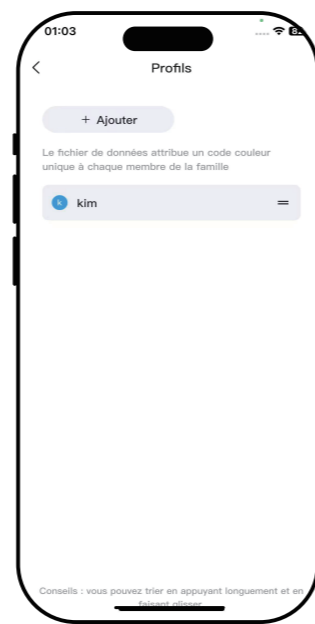 01:03
Profils
+ Ajouter
Le fichier de données attribue un code couleur
unique à chaque membre de la famille
k kim
Conseils : vous pouvez trier en appuyant longuement et en
faisant glisser